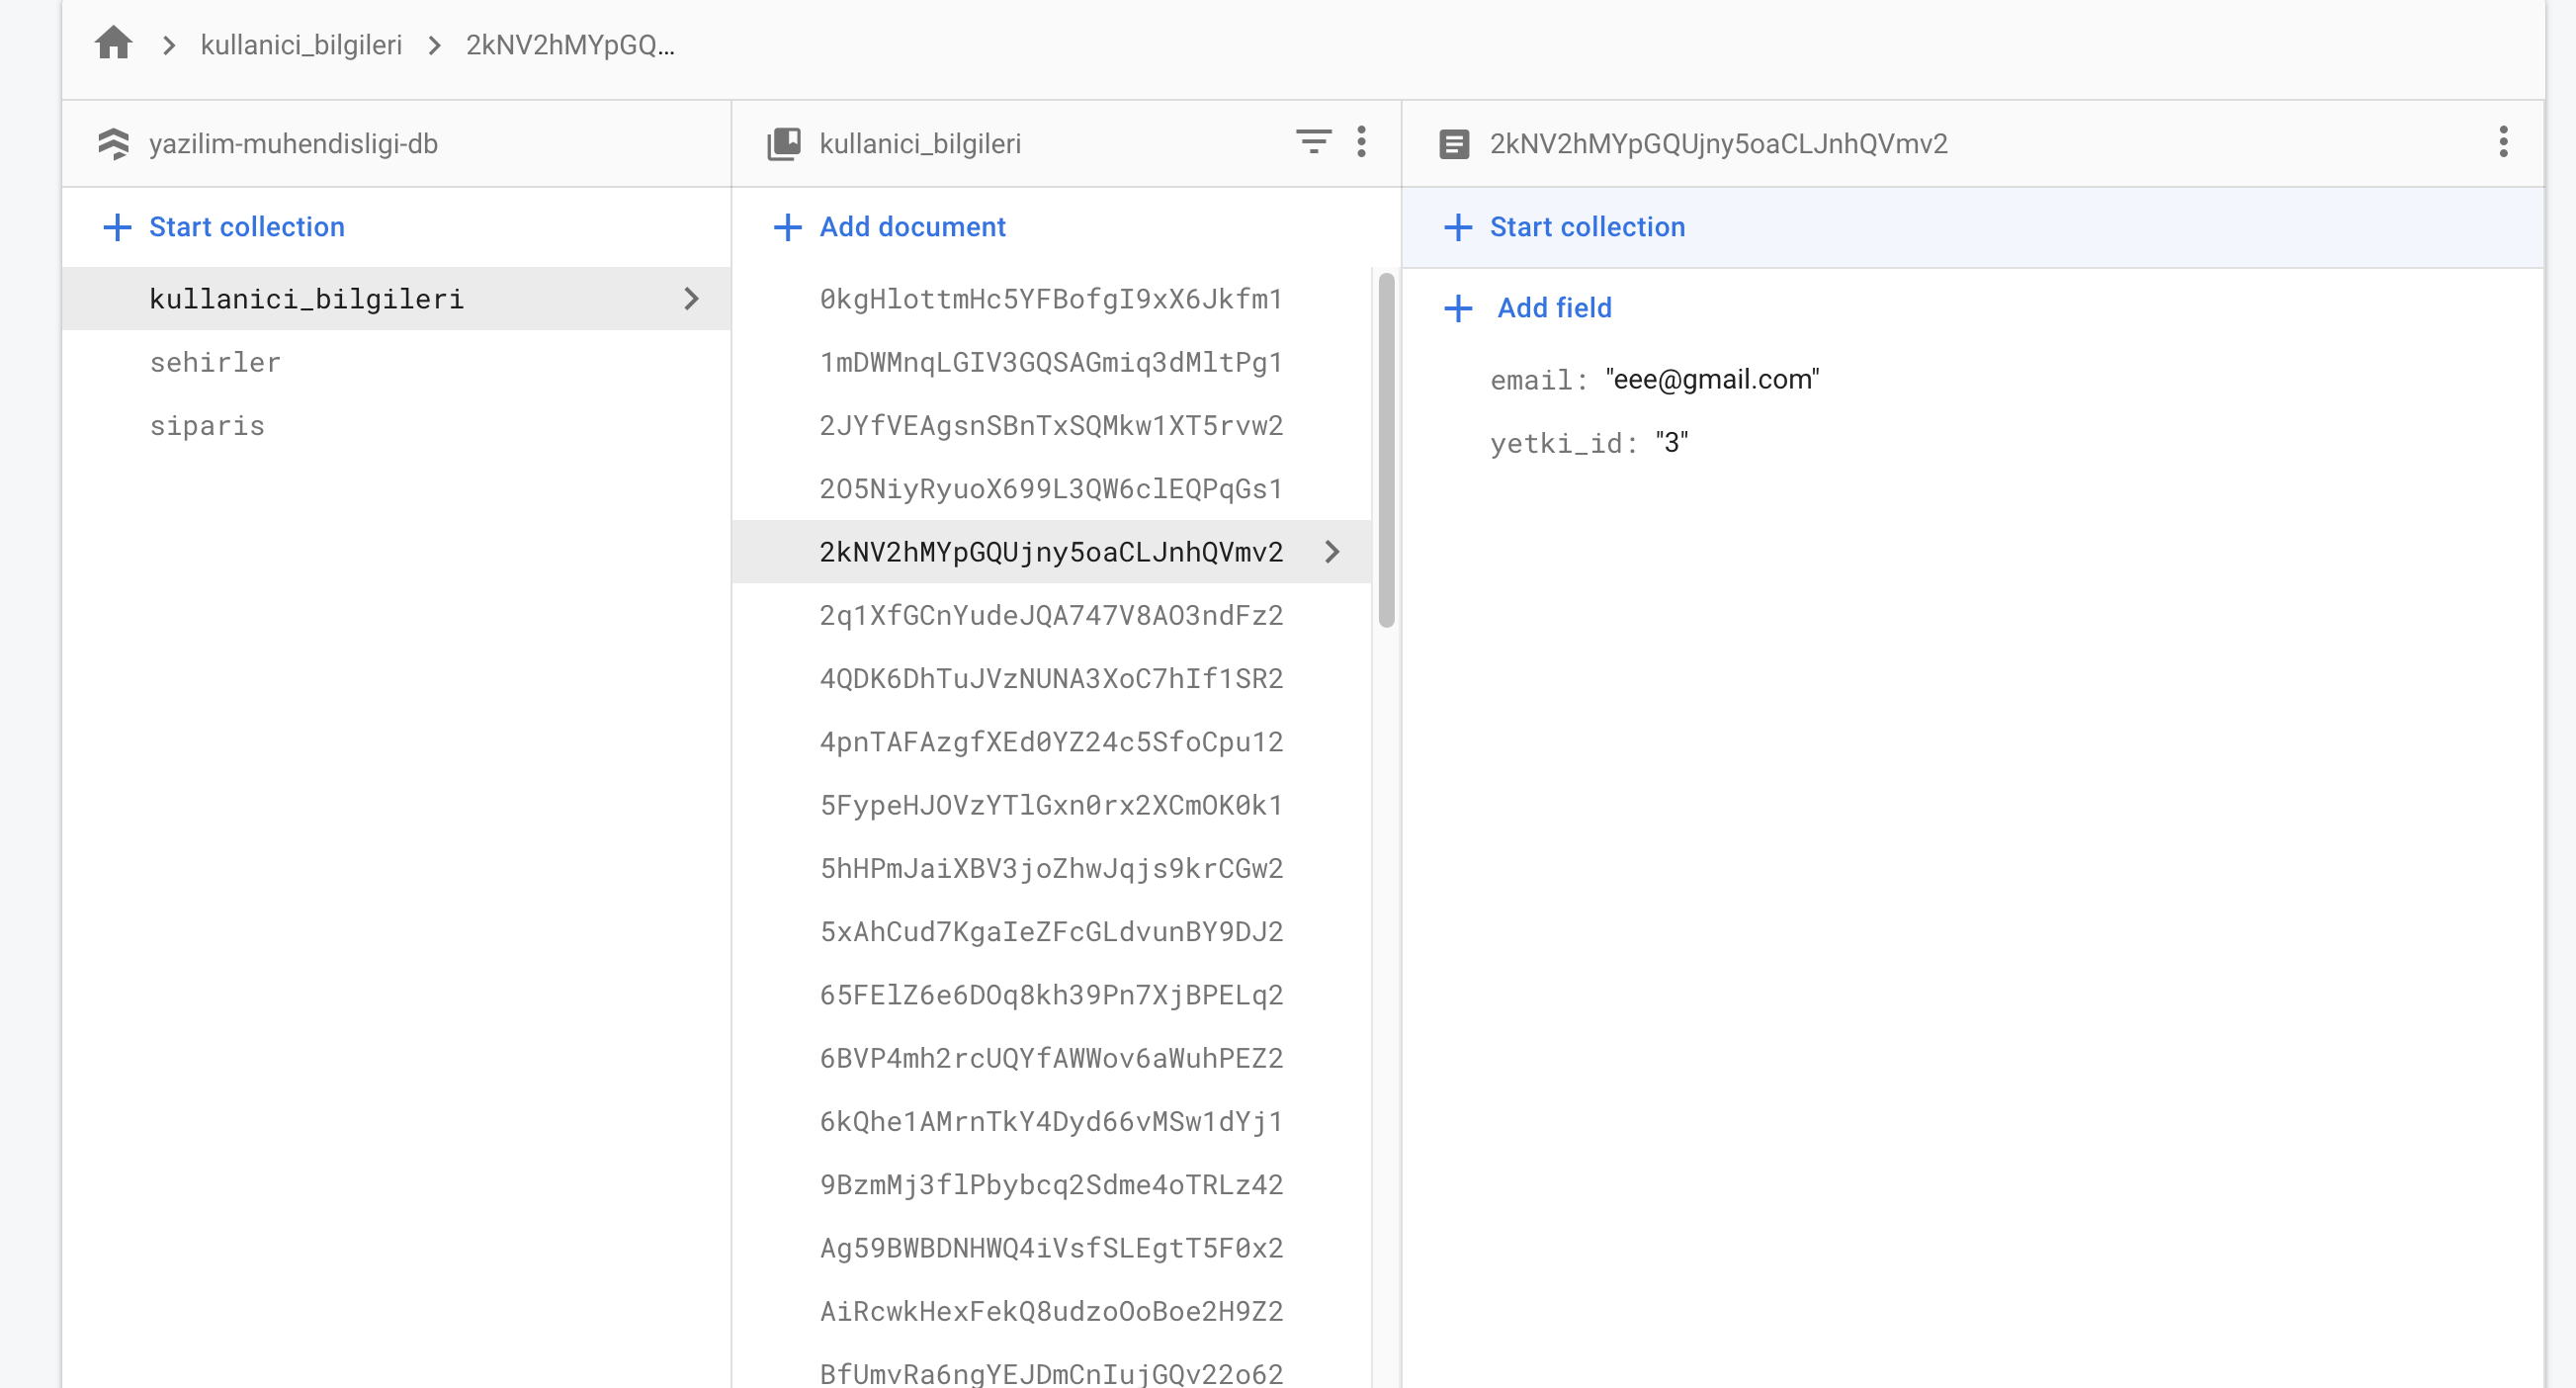 kullanici_bilgileri > 2kNV2hMYpGQ...
yazilim-muhendisligi-db
Start collection
kullanici_bilgileri
sehirler
siparis
kullanici_bilgileri
Add document
0kgHlottmHc5YFBofgI9xX6Jkfm1
1mDWMnqLGIV3GQSAGmiq3dMltPg1
2JYfVEAgsnSBnTxSQMkw1XT5rvw2
2O5NiyRyuoX699L3QW6clEQPqGs1
2kNV2hMYpGQUjny5oaCLJnhQVmv2
2q1XfGCnYudeJQA747V8AO3ndFz2
4QDK6DhTuJVzNUNA3XoC7hIf1SR2
4pnTAFAzgfXEd0YZ24c5SfoCpu12
5FypeHJOVzYTlGxn0rx2XCmOK0k1
5hHPmJaiXBV3joZhwJqjs9krCGw2
5xAhCud7KgaIeZFcGLdvunBY9DJ2
65FElZ6e6DOq8kh39Pn7XjBPELq2
6BVP4mh2rcUQYfAWWov6aWuhPEZ2
6kQhe1AMrnTkY4Dyd66vMSw1dYj1
9BzmMj3flPbybcq2Sdme4oTRLz42
Ag59BWBDNHWQ4iVsfSLEgtT5F0x2
AiRcwkHexFekQ8udzoOoBoe2H9Z2
BfUmvRa6ngYEJDmCnIujGQv22o62
2kNV2hMYpGQUjny5oaCLJnhQVmv2
Start collection
Add field
email: "eee@gmail.com"
yetki_id: "3"